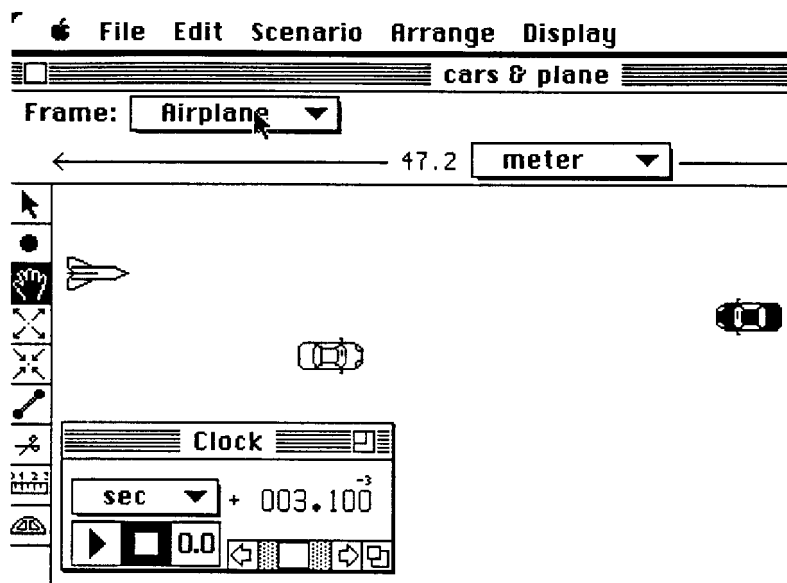 File Edit Scenario Arrange Display
cars & plane
Frame: Airplane
47.2 meter
Clock
sec + 003.100 -3
0.0